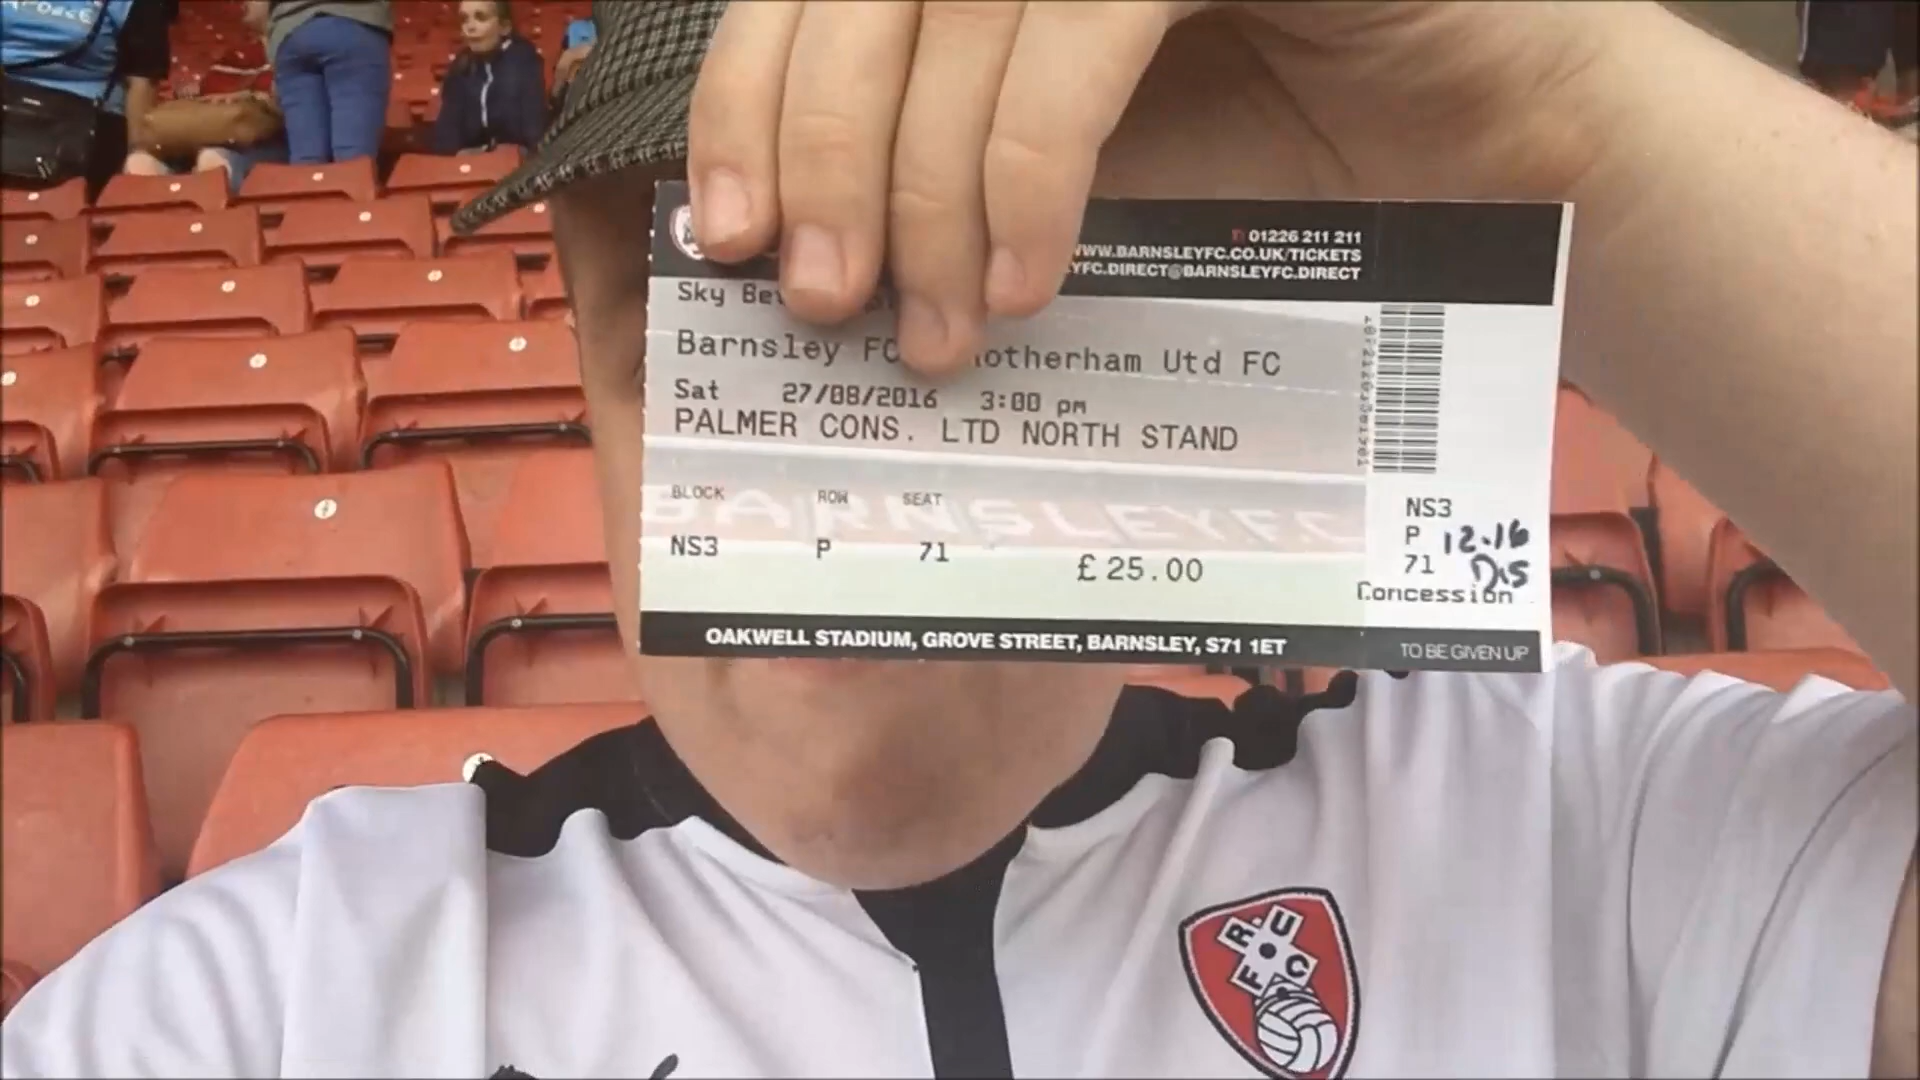 01226 211 211
WWW.BARNSLEYFC.CO.UK/TICKETS
YFC.DIRECT@BARNSLEYFC.DIRECT
Sky Bet
Barnsley FC otherham Utd FC
Sat 27/08/2016 3:00 pm
PALMER CONS. LTD NORTH STAND
BLOCK ROW SEAT
BARNSLEYFC
NS3 P 71 £25.00
NS3
P 12.16
71 Dis
Concession
OAKWELL STADIUM, GROVE STREET, BARNSLEY, S71 1ET
TO BE GIVEN UP
R.U
F.C